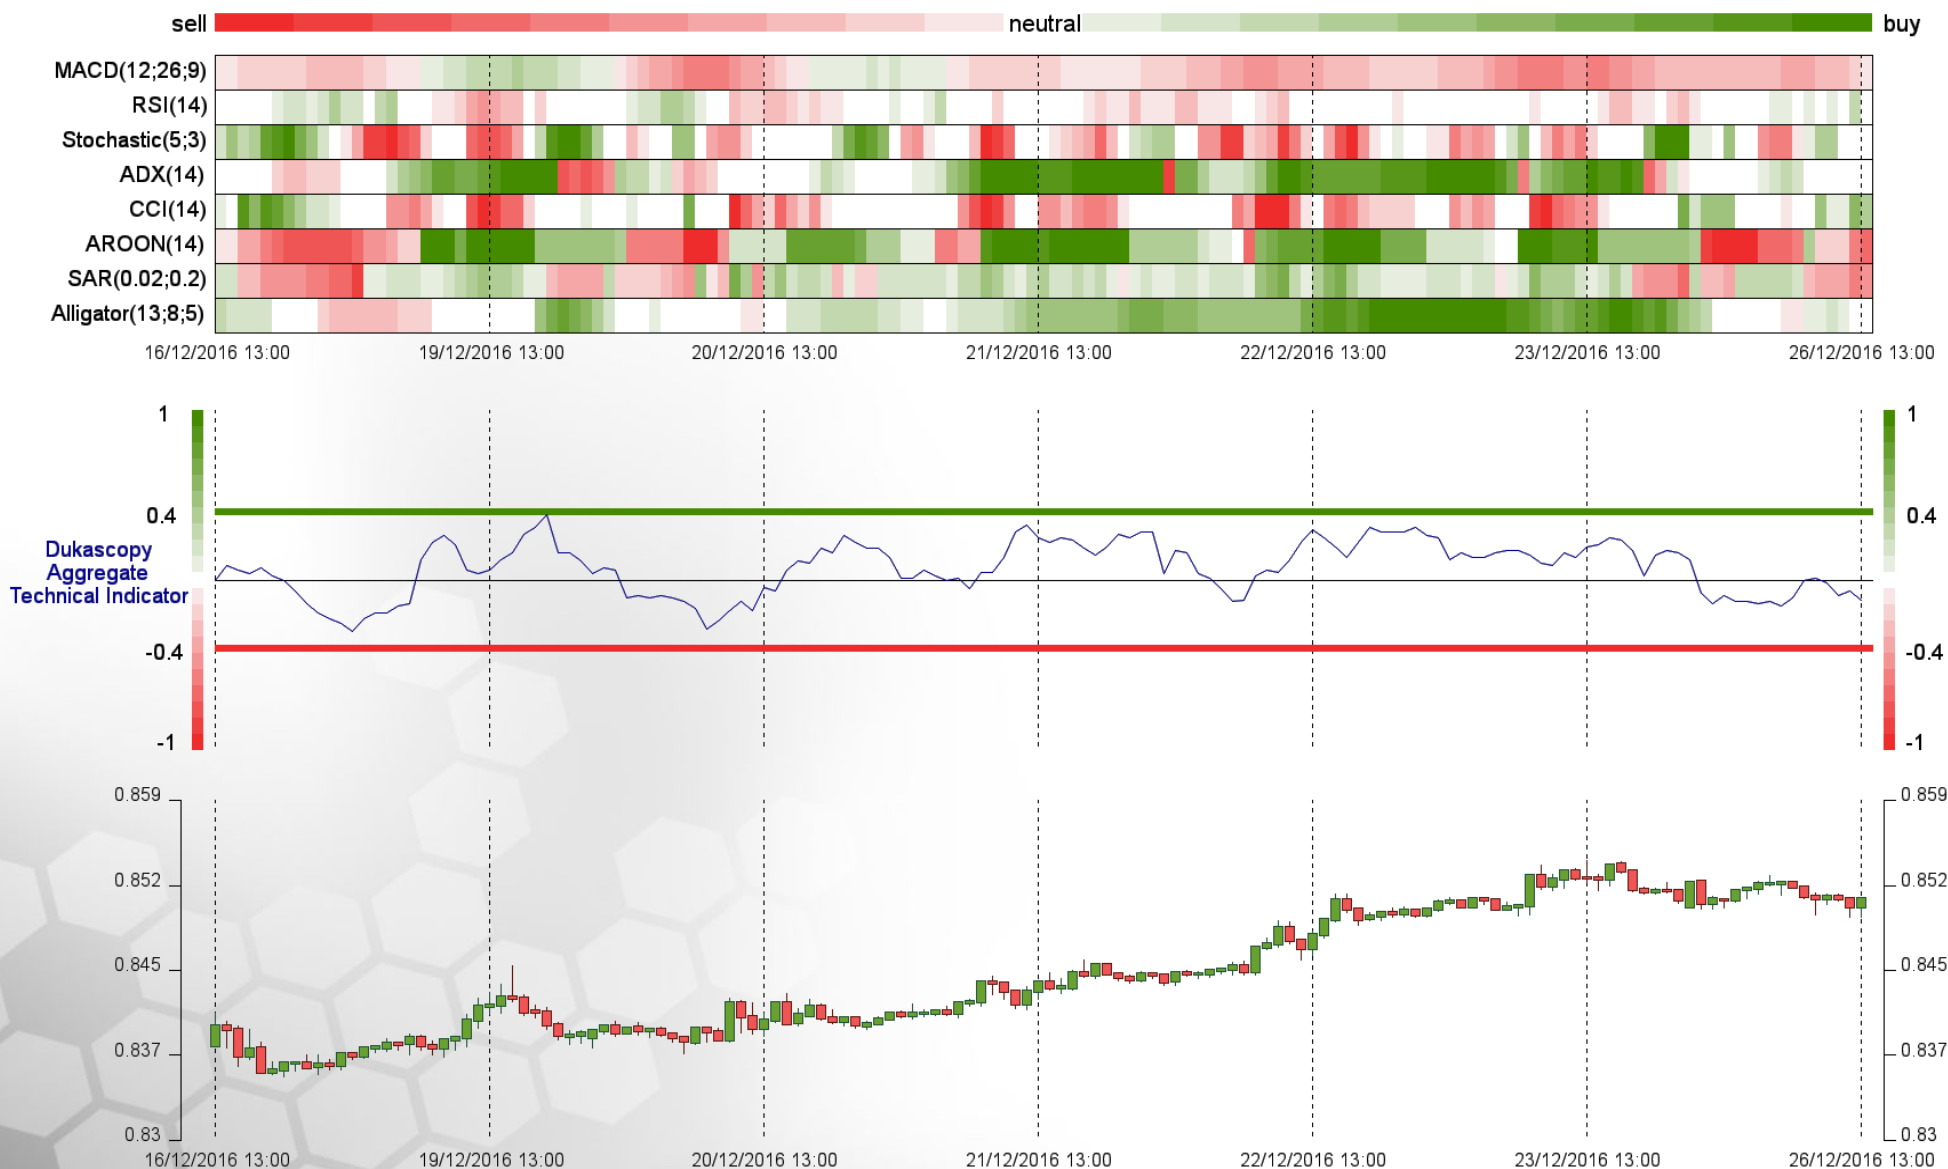 sell neutral buy
MACD(12;26;9)
RSI(14)
Stochastic(5;3)
ADX(14)
CCI(14)
AROON(14)
SAR(0.02;0.2)
Alligator(13;8;5)
16/12/2016 13:00 19/12/2016 13:00 20/12/2016 13:00 21/12/2016 13:00 22/12/2016 13:00 23/12/2016 13:00 26/12/2016 13:00
1 1
0.4 0.4
Dukascopy
Aggregate
Technical Indicator
-0.4 -0.4
-1 -1
0.859 0.859
0.852 0.852
0.845 0.845
0.837 0.837
0.83 0.83
16/12/2016 13:00 19/12/2016 13:00 20/12/2016 13:00 21/12/2016 13:00 22/12/2016 13:00 23/12/2016 13:00 26/12/2016 13:00